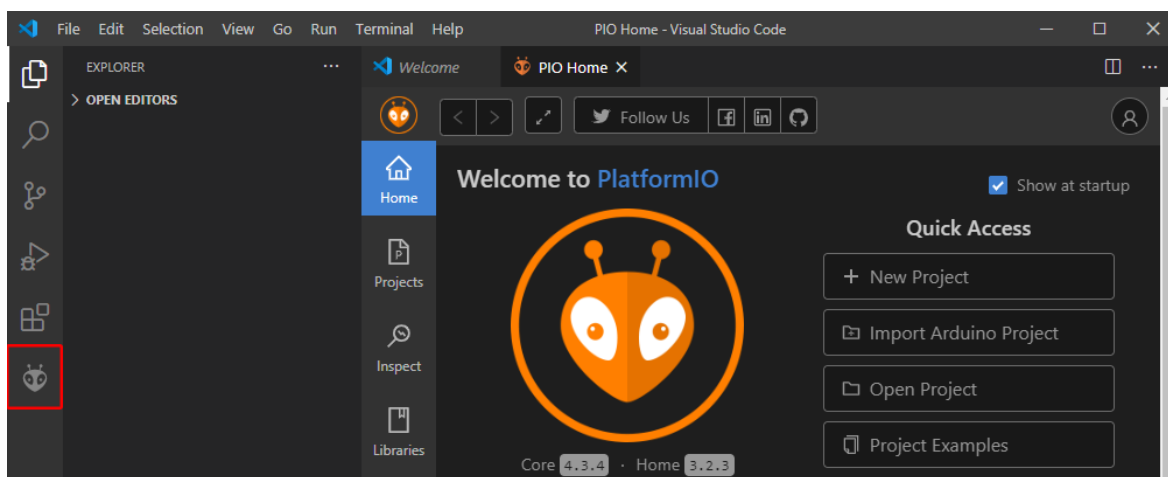 File Edit Selection View Go Run Terminal Help PIO Home - Visual Studio Code
EXPLORER
OPEN EDITORS
Welcome PIO Home
Follow Us
Home
Projects
Inspect
Libraries
Welcome to PlatformIO
Show at startup
Core 4.3.4 · Home 3.2.3
Quick Access
New Project
Import Arduino Project
Open Project
Project Examples